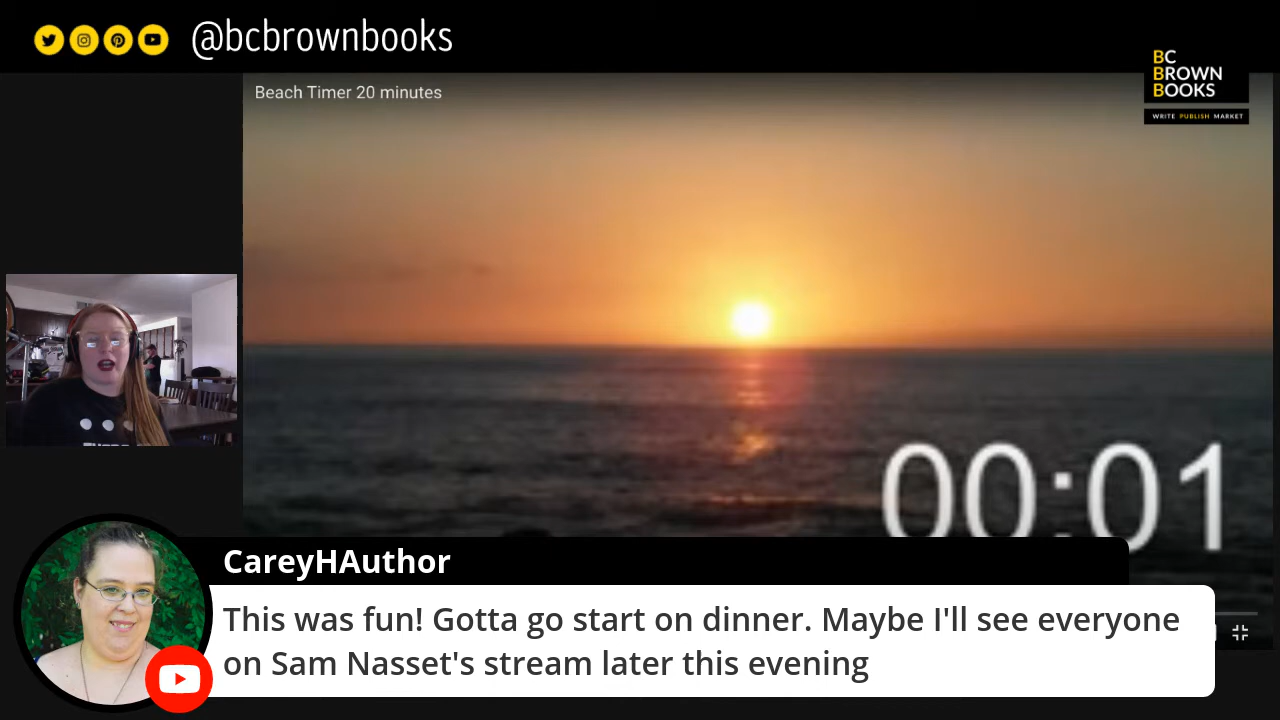 @bcbrownbooks
Beach Timer 20 minutes
BC
BROWN
BOOKS
WRITE PUBLISH MARKET
00:01
CareyHAuthor
This was fun! Gotta go start on dinner. Maybe I'll see everyone
on Sam Nasset's stream later this evening